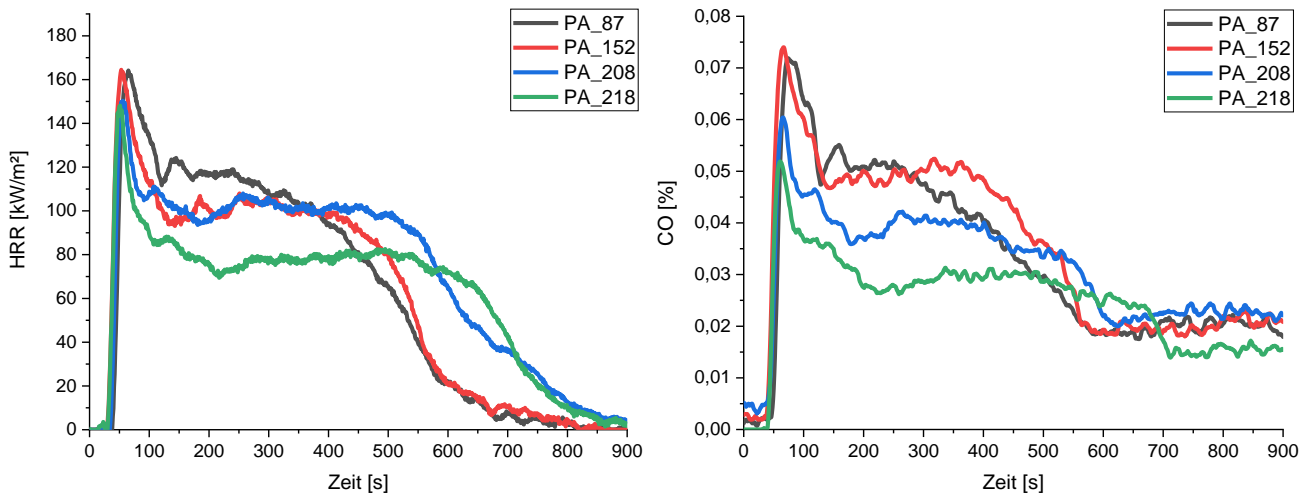 HRR [kW/m²]
180
160
140
120
100
80
60
40
20
0
0 100 200 300 400 500 600 700 800 900
Zeit [s]
PA_87
PA_152
PA_208
PA_218
CO [%]
0,08
0,07
0,06
0,05
0,04
0,03
0,02
0,01
0,00
0 100 200 300 400 500 600 700 800 900
Zeit [s]
PA_87
PA_152
PA_208
PA_218